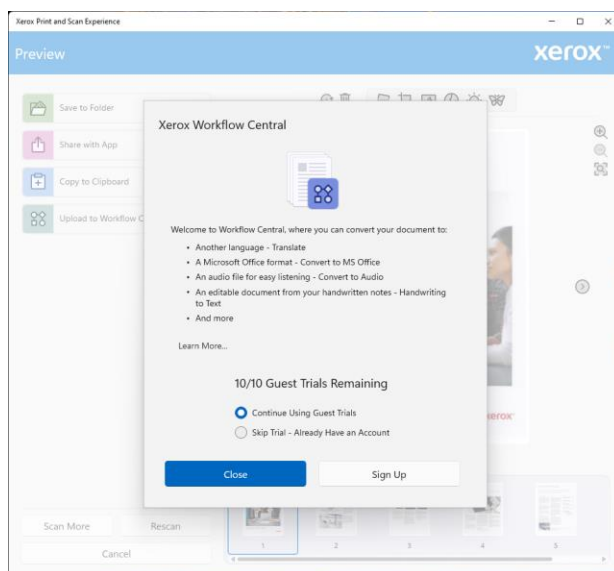 Xerox Print and Scan Experience
Preview
xerox™
Save to Folder
Share with App
Copy to Clipboard
Upload to Workflow C
Xerox Workflow Central
Welcome to Workflow Central, where you can convert your document to:
• Another language - Translate
• A Microsoft Office format - Convert to MS Office
• An audio file for easy listening - Convert to Audio
• An editable document from your handwritten notes - Handwriting
to Text
• And more
Learn More...
10/10 Guest Trials Remaining
Continue Using Guest Trials
Skip Trial - Already Have an Account
Close
Sign Up
xerox
Scan More
Rescan
Cancel
1
2
3
4
5